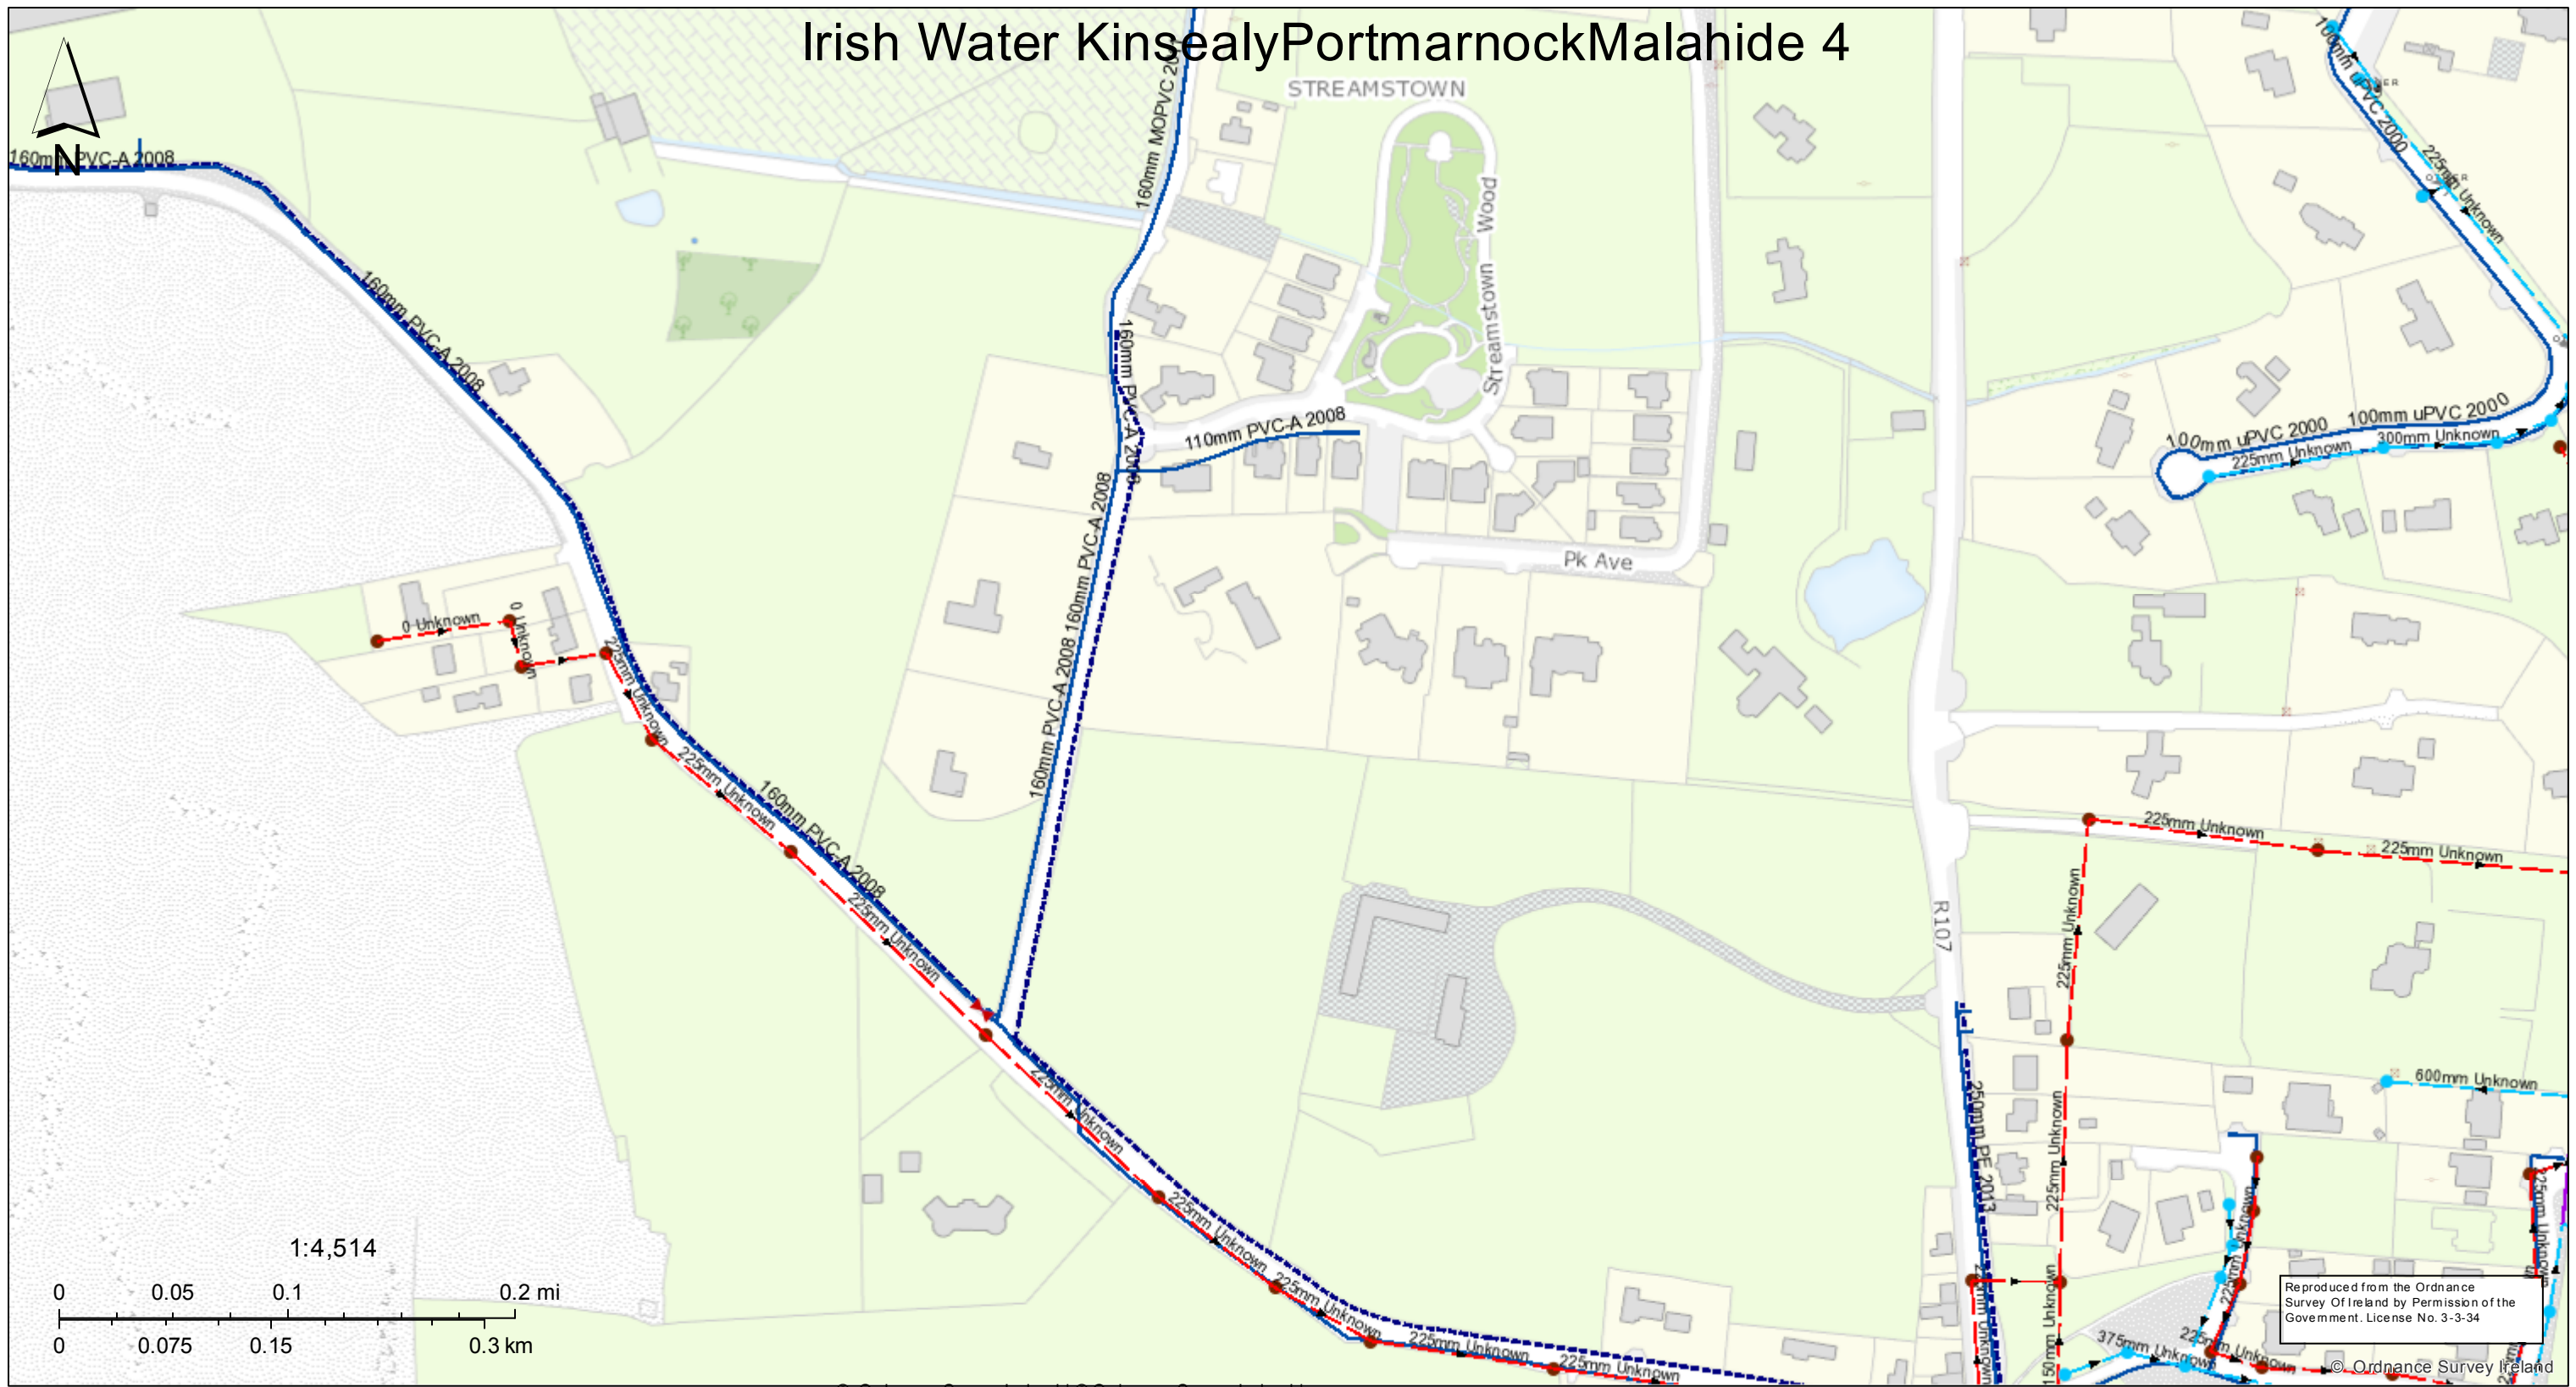 Irish Water KinsealyPortmarnockMalahide 4
STREAMSTOWN
N
160mm PVC-A 2008
160mm MOPVC
100mm uPVC 2000
225mm Unknown
160mm PVC-A 2008
160mm PVC-A 2008
Streamstown Wood
110mm PVC-A 2008
100mm uPVC 2000
100mm uPVC 2000
225mm Unknown
300mm Unknown
160mm PVC-A 2008
160mm PVC-A 2008
Pk Ave
0 Unknown
0 Unknown
225mm Unknown
225mm Unknown
160mm PVC-A 2008
225mm Unknown
225mm Unknown
225mm Unknown
225mm Unknown
R107
225mm Unknown
225mm Unknown
600mm Unknown
250mm PE 2013
225mm Unknown
225mm Unknown
225mm Unknown
225mm Unknown
225mm Unknown
225mm Unknown
150mm Unknown
375mm Unknown
225mm Unknown
1:4,514
0 0.05 0.1 0.2 mi
0 0.075 0.15 0.3 km
Reproduced from the Ordnance
Survey Of Ireland by Permission of the
Government. License No. 3-3-34
© Ordnance Survey Ireland